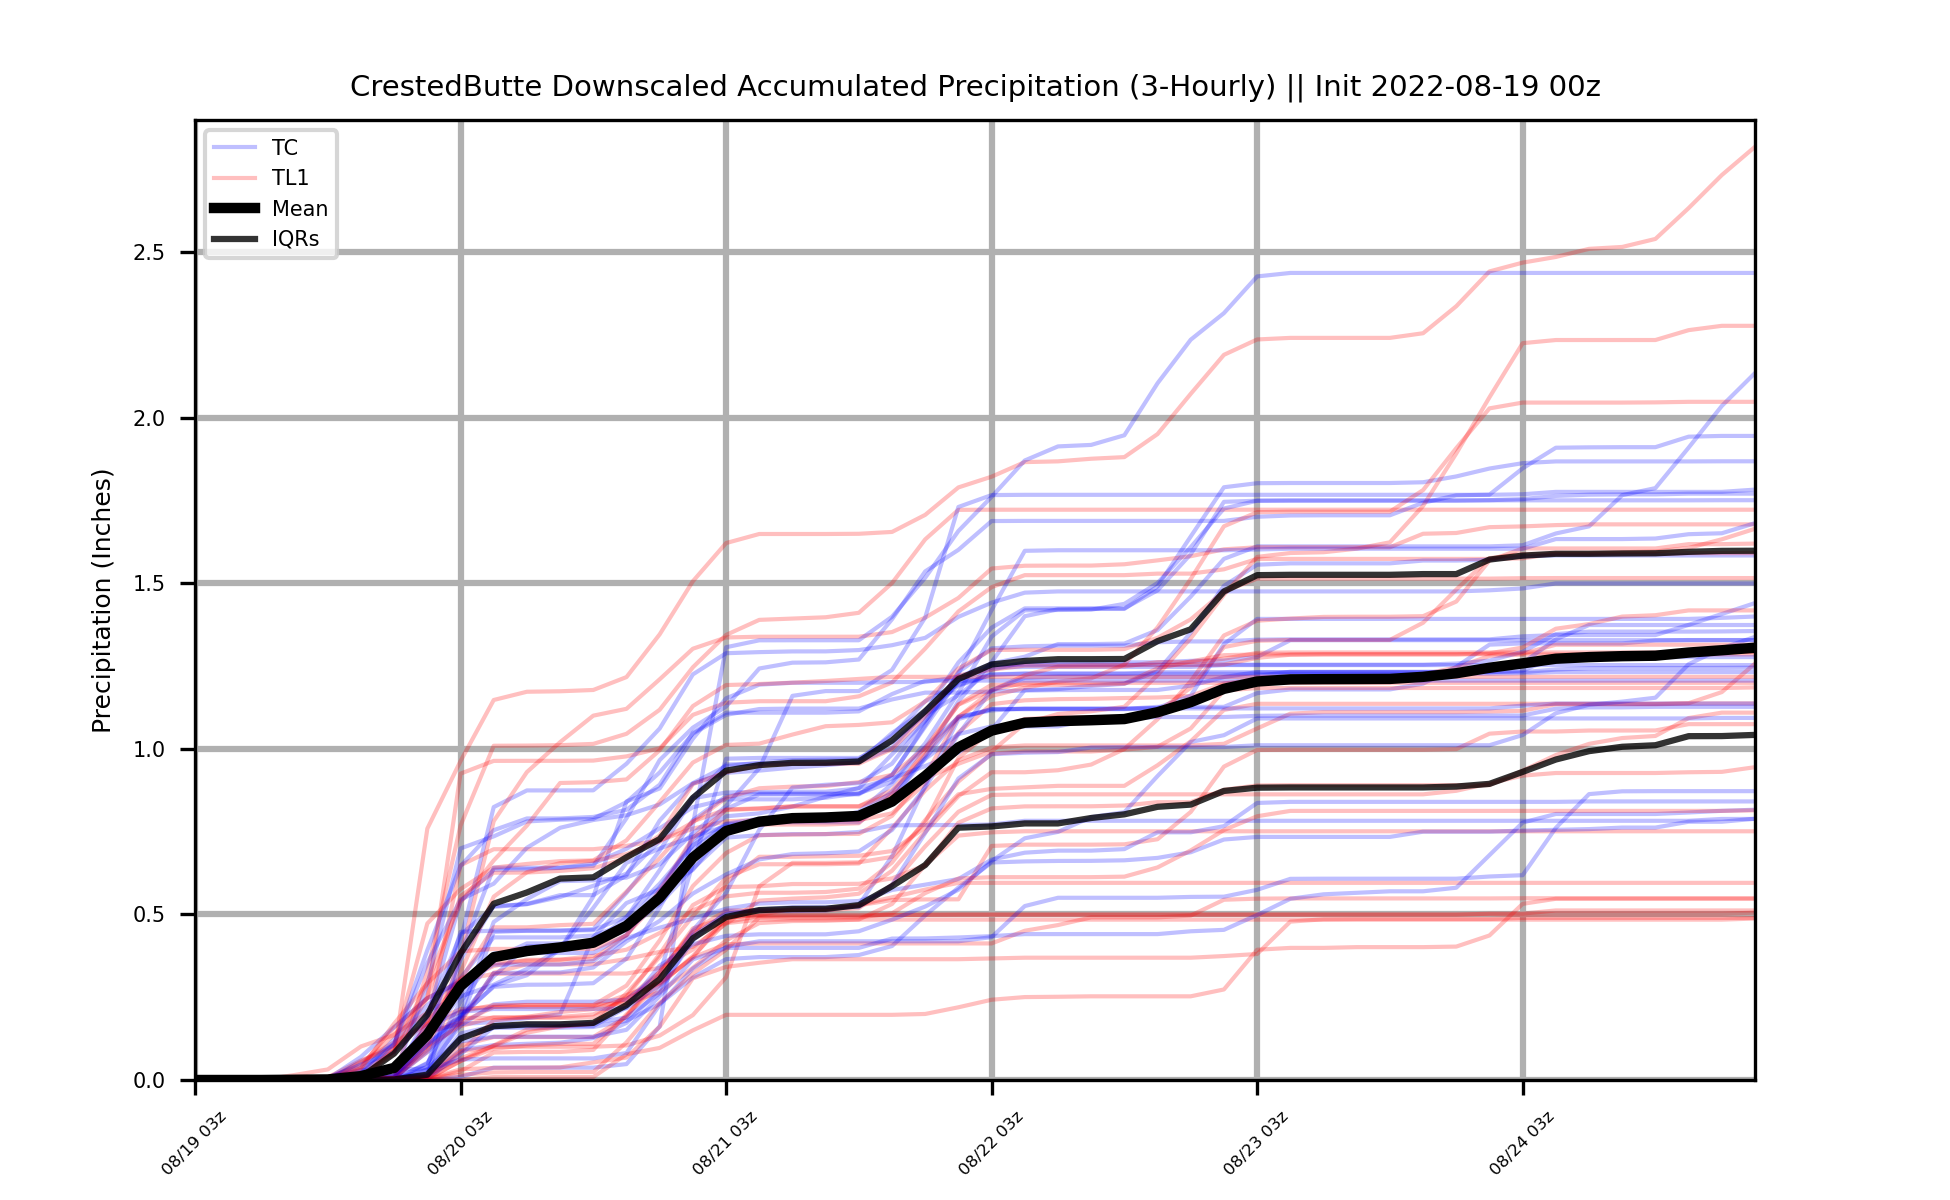 CrestedButte Downscaled Accumulated Precipitation (3-Hourly) || Init 2022-08-19 00z
TC
TL1
Mean
IQRs
Precipitation (Inches)
2.5
2.0
1.5
1.0
0.5
0.0
08/19 03z
08/20 03z
08/21 03z
08/22 03z
08/23 03z
08/24 03z